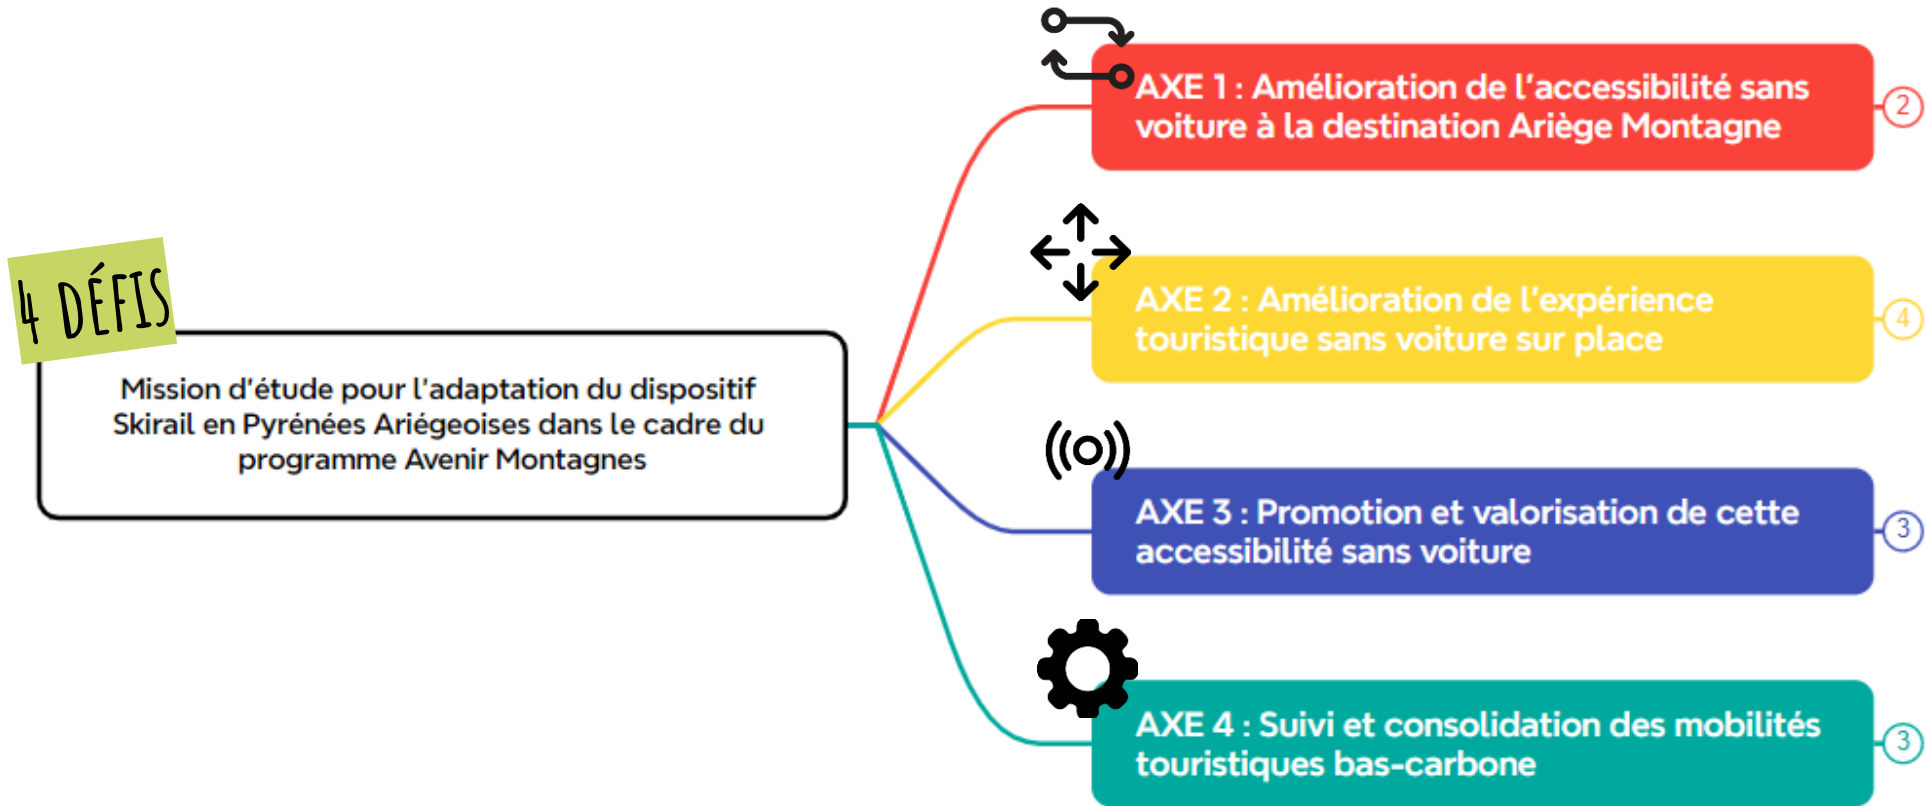 4 DÉFIS
Mission d'étude pour l'adaptation du dispositif
Skirail en Pyrénées Ariégeoises dans le cadre du
programme Avenir Montagnes
AXE 1 : Amélioration de l'accessibilité sans
voiture à la destination Ariège Montagne
2
AXE 2 : Amélioration de l'expérience
touristique sans voiture sur place
4
AXE 3 : Promotion et valorisation de cette
accessibilité sans voiture
3
AXE 4 : Suivi et consolidation des mobilités
touristiques bas-carbone
3